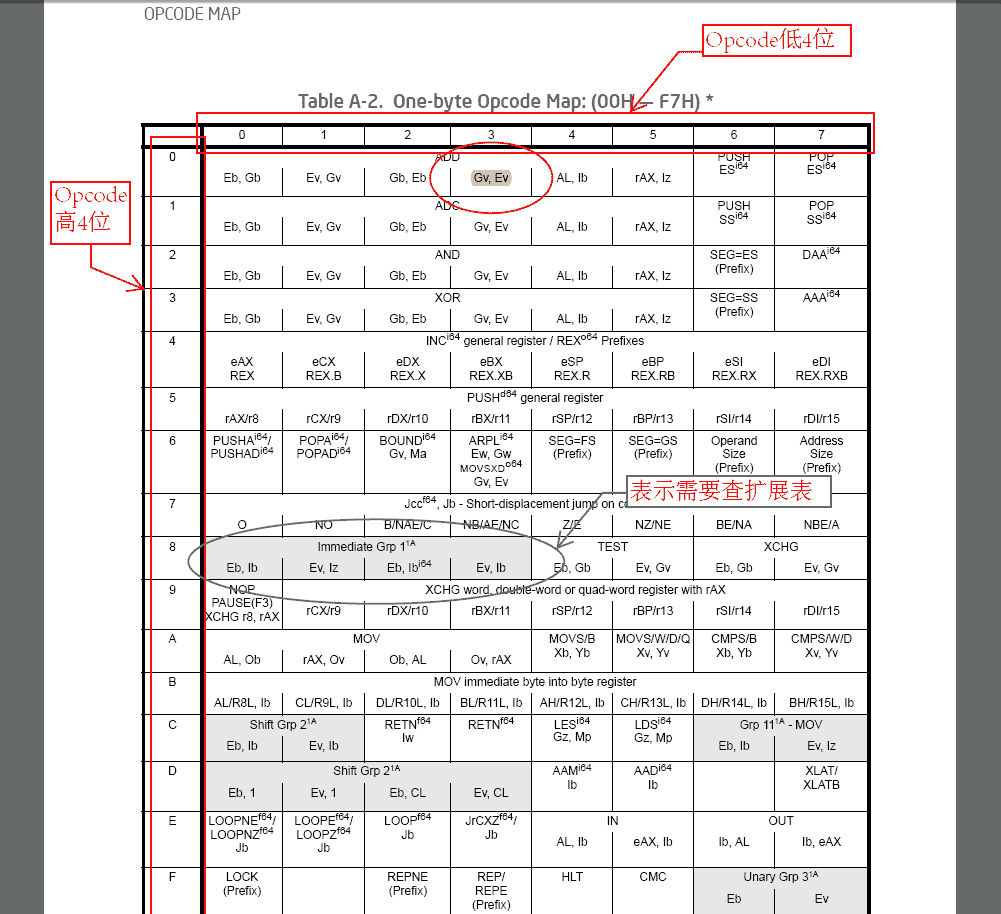 OPCODE MAP
Opcode低4位
Table A-2. One-byte Opcode Map: (00H — F7H) *
0 1 2 3 4 5 6 7
Opcode
高4位
0 ADD PUSH ES^i64 POP ES^i64
Eb, Gb Ev, Gv Gb, Eb Gv, Ev AL, Ib rAX, Iz
1 ADC PUSH SS^i64 POP SS^i64
Eb, Gb Ev, Gv Gb, Eb Gv, Ev AL, Ib rAX, Iz
2 AND SEG=ES (Prefix) DAA^i64
Eb, Gb Ev, Gv Gb, Eb Gv, Ev AL, Ib rAX, Iz
3 XOR SEG=SS (Prefix) AAA^i64
Eb, Gb Ev, Gv Gb, Eb Gv, Ev AL, Ib rAX, Iz
4 INC^i64 general register / REX^o64 Prefixes
eAX eCX eDX eBX eSP eBP eSI eDI
REX REX.B REX.X REX.XB REX.R REX.RB REX.RX REX.RXB
5 PUSH^d64 general register
rAX/r8 rCX/r9 rDX/r10 rBX/r11 rSP/r12 rBP/r13 rSI/r14 rDI/r15
6 PUSHA^i64/ POPA^i64/ BOUND^i64 ARPL^i64 SEG=FS SEG=GS Operand Address
PUSHAD^i64 POPAD^i64 Gv, Ma Ew, Gw (Prefix) (Prefix) Size Size
MOVSXD^o64 (Prefix) (Prefix)
Gv, Ev
表示需要查扩展表
7 Jcc^f64, Jb - Short-displacement jump on
O NO B/NAE/C NB/AE/NC Z/E NZ/NE BE/NA NBE/A
8 Immediate Grp 1^1A TEST XCHG
Eb, Ib Ev, Iz Eb, Ib^i64 Ev, Ib Eb, Gb Ev, Gv Eb, Gb Ev, Gv
9 NOP XCHG word, double-word or quad-word register with rAX
PAUSE(F3)
XCHG r8, rAX rCX/r9 rDX/r10 rBX/r11 rSP/r12 rBP/r13 rSI/r14 rDI/r15
A MOV MOVS/B MOVS/W/D/Q CMPS/B CMPS/W/D
Xb, Yb Xv, Yv Xb, Yb Xv, Yv
AL, Ob rAX, Ov Ob, AL Ov, rAX
B MOV immediate byte into byte register
AL/R8L, Ib CL/R9L, Ib DL/R10L, Ib BL/R11L, Ib AH/R12L, Ib CH/R13L, Ib DH/R14L, Ib BH/R15L, Ib
C Shift Grp 2^1A RETN^f64 RETN^f64 LES^i64 LDS^i64 Grp 11^1A - MOV
Iw Gz, Mp Gz, Mp
Eb, Ib Ev, Ib Eb, Ib Ev, Iz
D Shift Grp 2^1A AAM^i64 AAD^i64 XLAT/
Ib Ib XLATB
Eb, 1 Ev, 1 Eb, CL Ev, CL
E LOOPNE^f64/ LOOPE^f64/ LOOP^f64 JrCXZ^f64/ IN OUT
LOOPNZ^f64 LOOPZ^f64 Jb Jb
Jb Jb AL, Ib eAX, Ib Ib, AL Ib, eAX
F LOCK REPNE REP/ HLT CMC Unary Grp 3^1A
(Prefix) (Prefix) REPE
(Prefix) Eb Ev